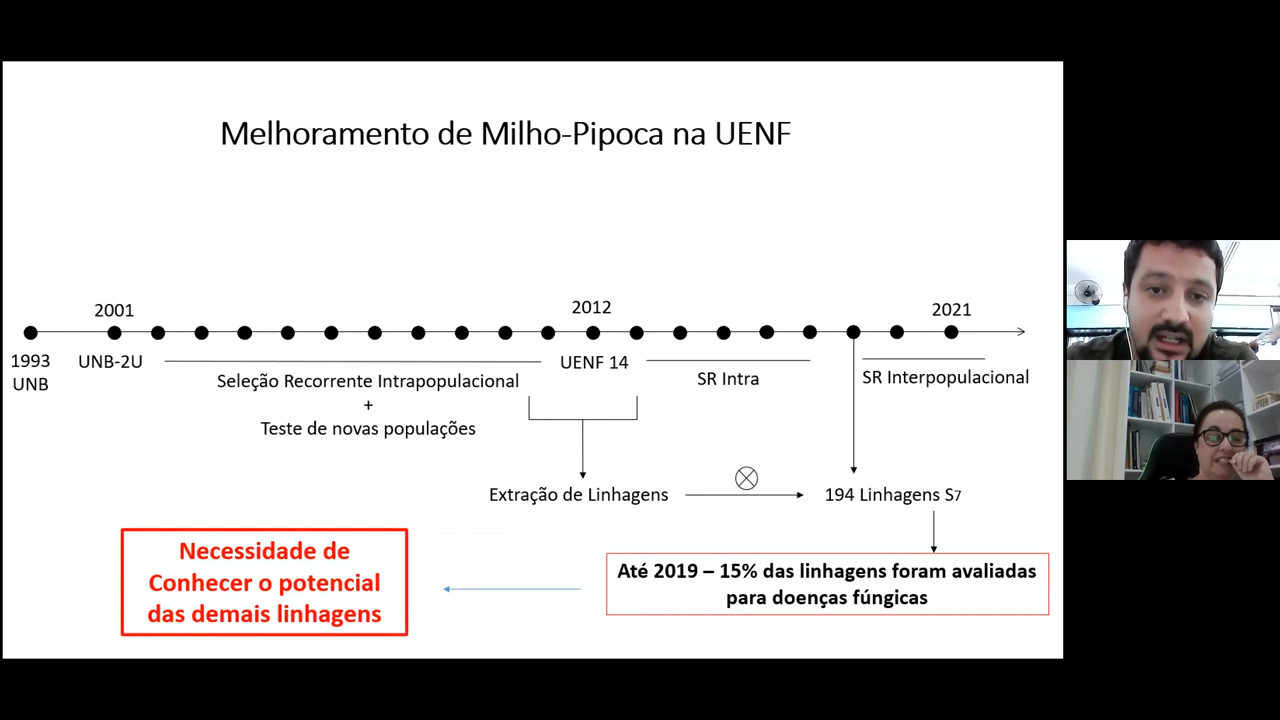 Melhoramento de Milho-Pipoca na UENF
2001
2012
2021
1993
UNB
UNB-2U
UENF 14
Seleção Recorrente Intrapopulacional
+
Teste de novas populações
SR Intra
SR Interpopulacional
Extração de Linhagens
194 Linhagens S7
Até 2019 – 15% das linhagens foram avaliadas
para doenças fúngicas
Necessidade de
Conhecer o potencial
das demais linhagens